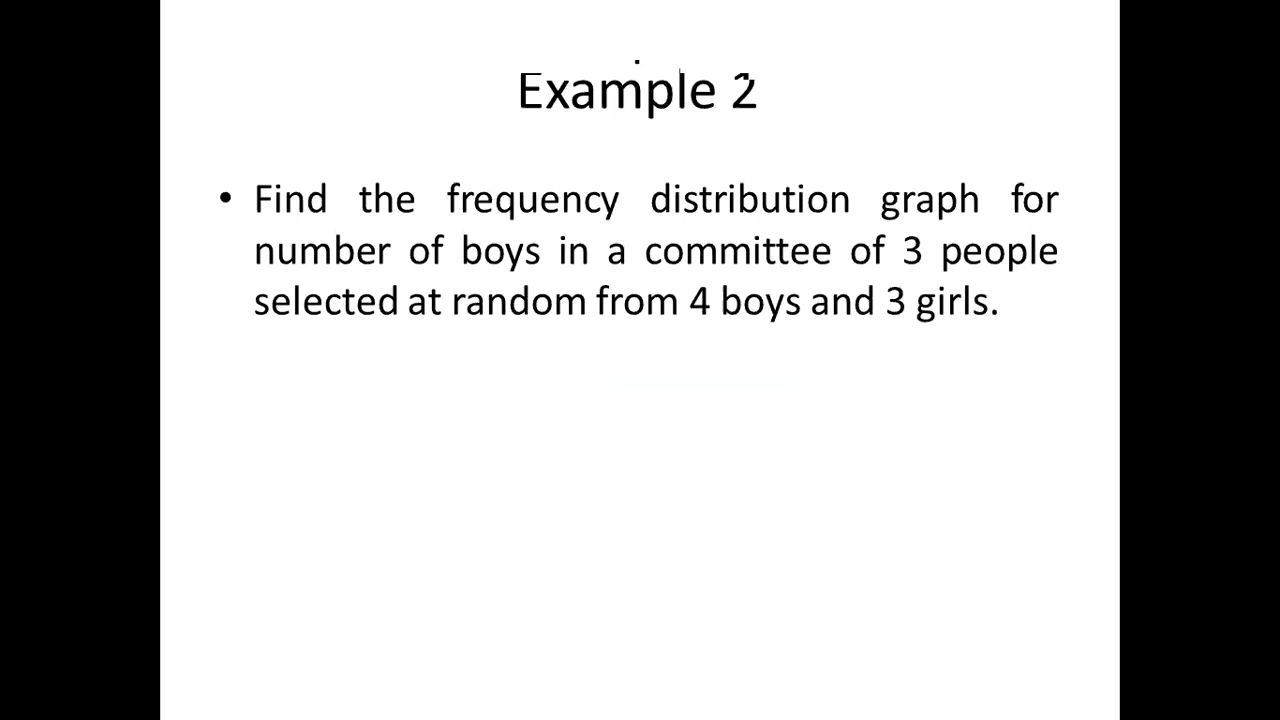 Example 2
• Find the frequency distribution graph for
number of boys in a committee of 3 people
selected at random from 4 boys and 3 girls.